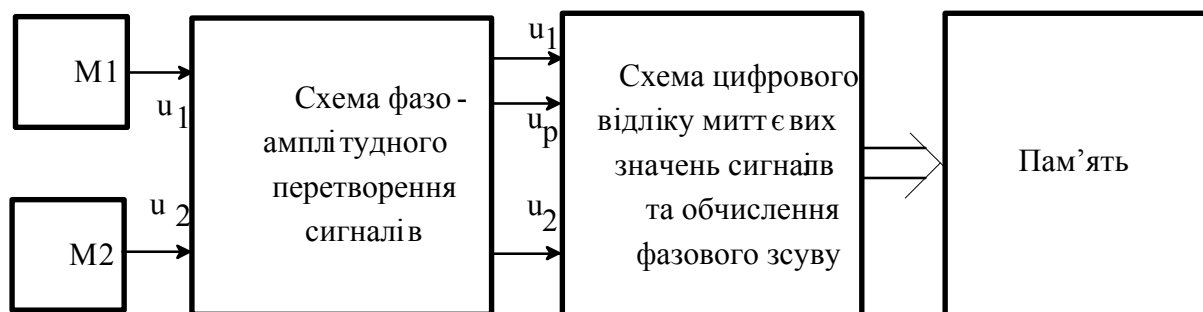 M1
u1
M2
u 2
Схема фазо -
амплітудного
перетворення
сигналів
u1
up
u2
Схема цифрового
відліку миттєвих
значень сигналів
та обчислення
фазового зсуву
Пам’ять